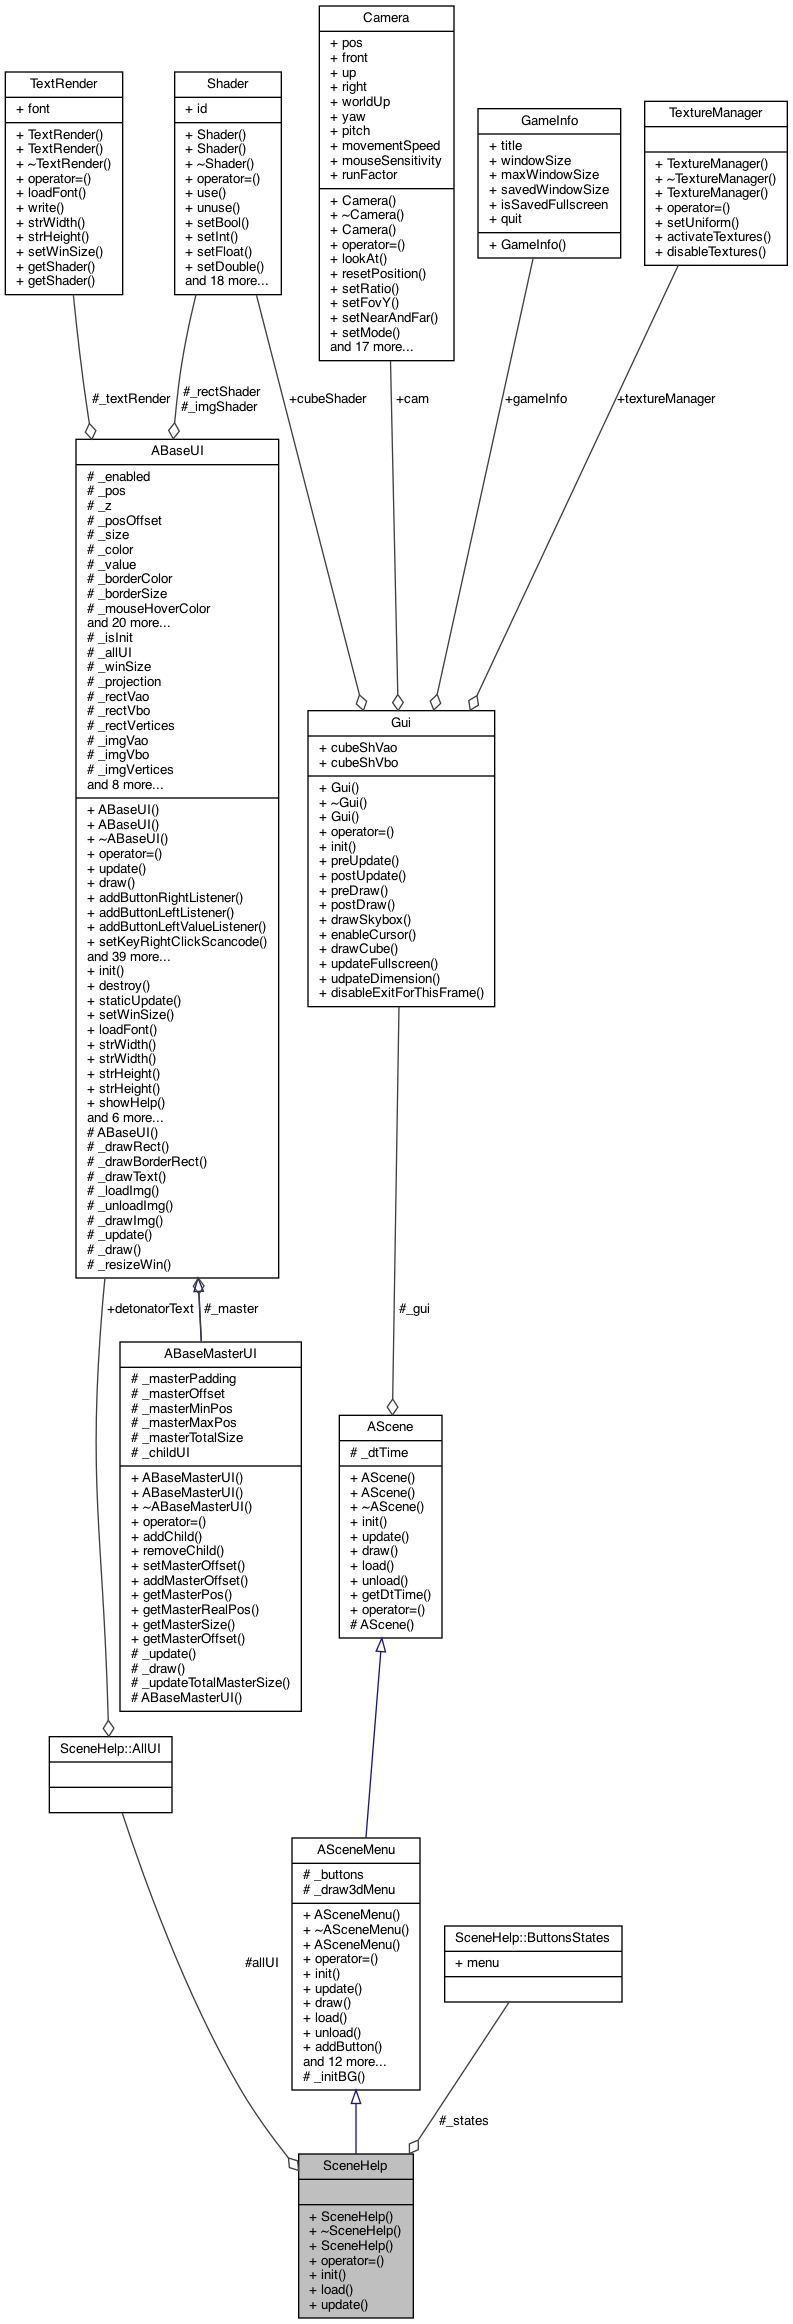 Camera
+ pos
+ front
+ up
+ right
+ worldUp
+ yaw
+ pitch
+ movementSpeed
+ mouseSensitivity
+ runFactor
+ Camera()
+ ~Camera()
+ Camera()
+ operator=()
+ lookAt()
+ resetPosition()
+ setRatio()
+ setFovY()
+ setNearAndFar()
+ setMode()
and 17 more...
TextRender
+ font
+ TextRender()
+ TextRender()
+ ~TextRender()
+ operator=()
+ loadFont()
+ write()
+ strWidth()
+ strHeight()
+ setWinSize()
+ getShader()
+ getShader()
Shader
+ id
+ Shader()
+ Shader()
+ ~Shader()
+ operator=()
+ use()
+ unuse()
+ setBool()
+ setInt()
+ setFloat()
+ setDouble()
and 18 more...
GameInfo
+ title
+ windowSize
+ maxWindowSize
+ savedWindowSize
+ isSavedFullscreen
+ quit
+ GameInfo()
TextureManager
+ TextureManager()
+ ~TextureManager()
+ TextureManager()
+ operator=()
+ setUniform()
+ activateTextures()
+ disableTextures()
#_textRender
#_rectShader
#_imgShader
+cubeShader
+cam
+gameInfo
+textureManager
ABaseUI
# _enabled
# _pos
# _z
# _posOffset
# _size
# _color
# _value
# _borderColor
# _borderSize
# _mouseHoverColor
and 20 more...
# _isInit
# _allUI
# _winSize
# _projection
# _rectVao
# _rectVbo
# _rectVertices
# _imgVao
# _imgVbo
# _imgVertices
and 8 more...
+ ABaseUI()
+ ABaseUI()
+ ~ABaseUI()
+ operator=()
+ update()
+ draw()
+ addButtonRightListener()
+ addButtonLeftListener()
+ addButtonLeftValueListener()
+ setKeyRightClickScancode()
and 39 more...
+ init()
+ destroy()
+ staticUpdate()
+ setWinSize()
+ loadFont()
+ strWidth()
+ strWidth()
+ strHeight()
+ strHeight()
+ showHelp()
and 6 more...
# ABaseUI()
# _drawRect()
# _drawBorderRect()
# _drawText()
# _loadImg()
# _unloadImg()
# _drawImg()
# _update()
# _draw()
# _resizeWin()
Gui
+ cubeShVao
+ cubeShVbo
+ Gui()
+ ~Gui()
+ Gui()
+ operator=()
+ init()
+ preUpdate()
+ postUpdate()
+ preDraw()
+ postDraw()
+ drawSkybox()
+ enableCursor()
+ drawCube()
+ updateFullscreen()
+ udpateDimension()
+ disableExitForThisFrame()
+detonatorText
#_master
#_gui
ABaseMasterUI
# _masterPadding
# _masterOffset
# _masterMinPos
# _masterMaxPos
# _masterTotalSize
# _childUI
+ ABaseMasterUI()
+ ABaseMasterUI()
+ ~ABaseMasterUI()
+ operator=()
+ addChild()
+ removeChild()
+ setMasterOffset()
+ addMasterOffset()
+ getMasterPos()
+ getMasterRealPos()
+ getMasterSize()
+ getMasterOffset()
# _update()
# _draw()
# _updateTotalMasterSize()
# ABaseMasterUI()
AScene
# _dtTime
+ AScene()
+ AScene()
+ ~AScene()
+ init()
+ update()
+ draw()
+ load()
+ unload()
+ getDtTime()
+ operator=()
# AScene()
SceneHelp::AllUI
ASceneMenu
# _buttons
# _draw3dMenu
+ ASceneMenu()
+ ~ASceneMenu()
+ ASceneMenu()
+ operator=()
+ init()
+ update()
+ draw()
+ load()
+ unload()
+ addButton()
and 12 more...
# _initBG()
SceneHelp::ButtonsStates
+ menu
#allUI
#_states
SceneHelp
+ SceneHelp()
+ ~SceneHelp()
+ SceneHelp()
+ operator=()
+ init()
+ load()
+ update()